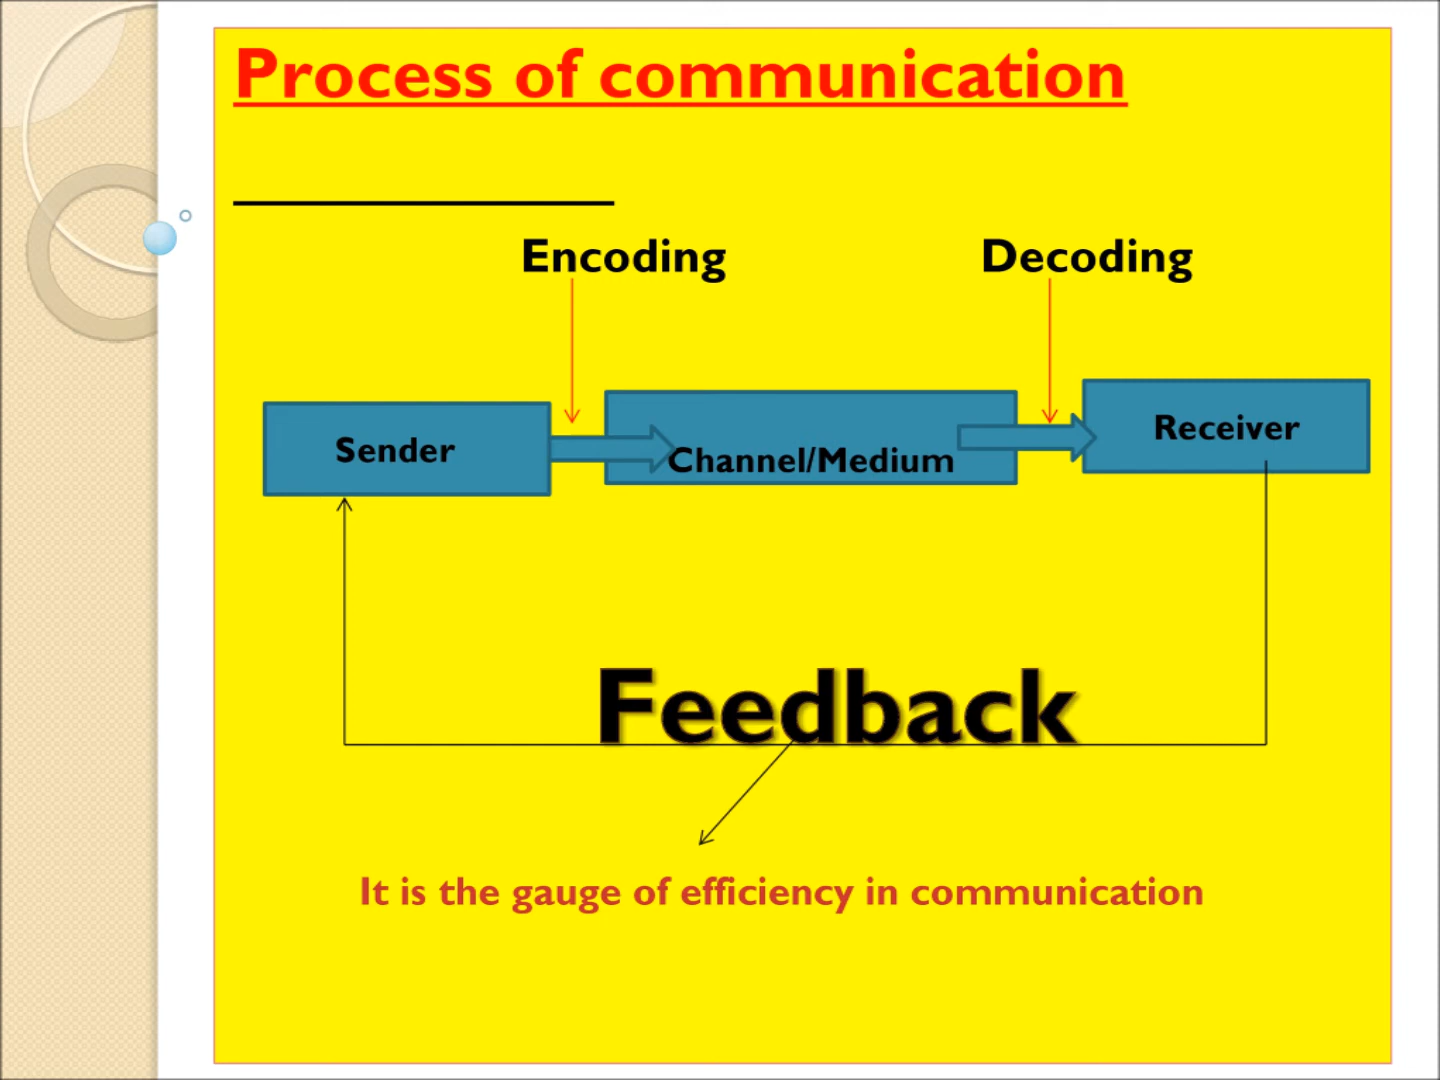 Process of communication
Encoding Decoding
Sender Channel/Medium Receiver
Feedback
It is the gauge of efficiency in communication